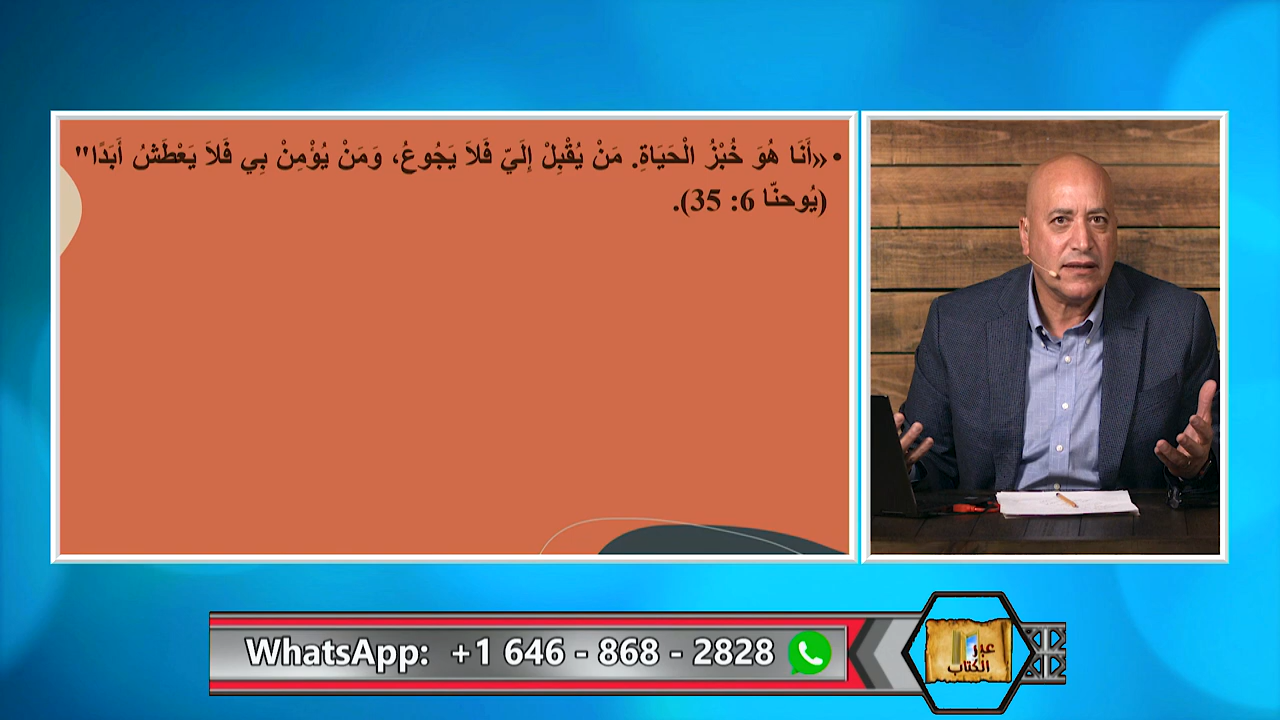 •«أَنَا هُوَ خُبْزُ الْحَيَاةِ. مَنْ يُقْبِلْ إِلَيّ فَلاَ يَجُوعُ، وَمَنْ يُؤْمِنْ بِي فَلاَ يَعْطَشُ أَبَدًا"
(يُوحنّا 6: 35).
WhatsApp: +1 646 - 868 - 2828
عبر
الكتاب